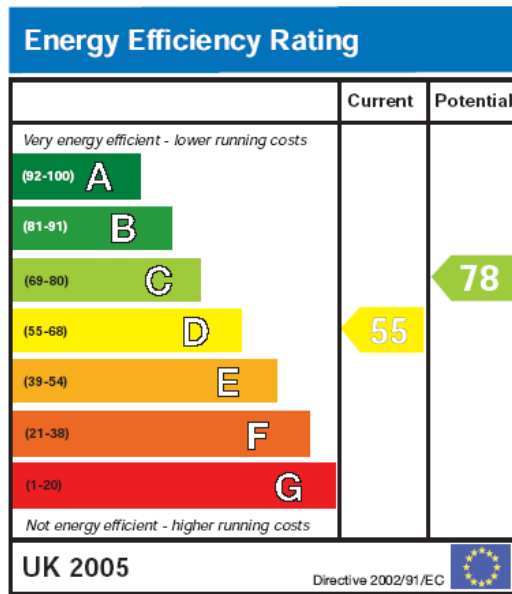 Energy Efficiency Rating
Current Potential
Very energy efficient - lower running costs
(92-100) A
(81-91) B
(69-80) C
78
(55-68) D
55
(39-54) E
(21-38) F
(1-20) G
Not energy efficient - higher running costs
UK 2005
Directive 2002/91/EC